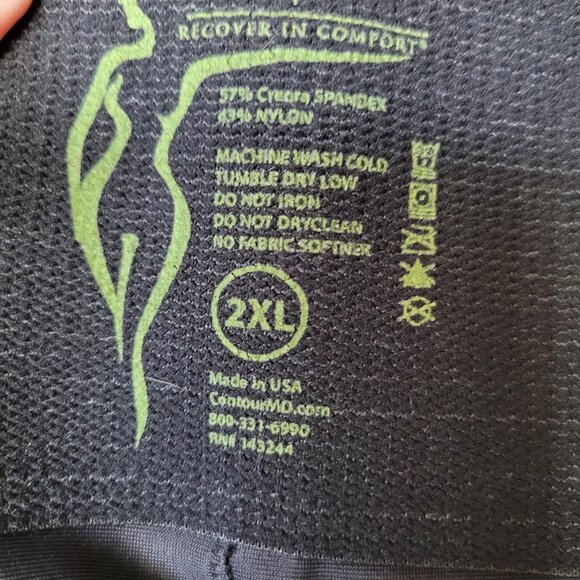 RECOVER IN COMFORT®
57% Creora SPANDEX
43% NYLON
MACHINE WASH COLD
TUMBLE DRY LOW
DO NOT IRON
DO NOT DRYCLEAN
NO FABRIC SOFTNER
2XL
Made in USA
ContourMD.com
800-331-6990
RN# 143244